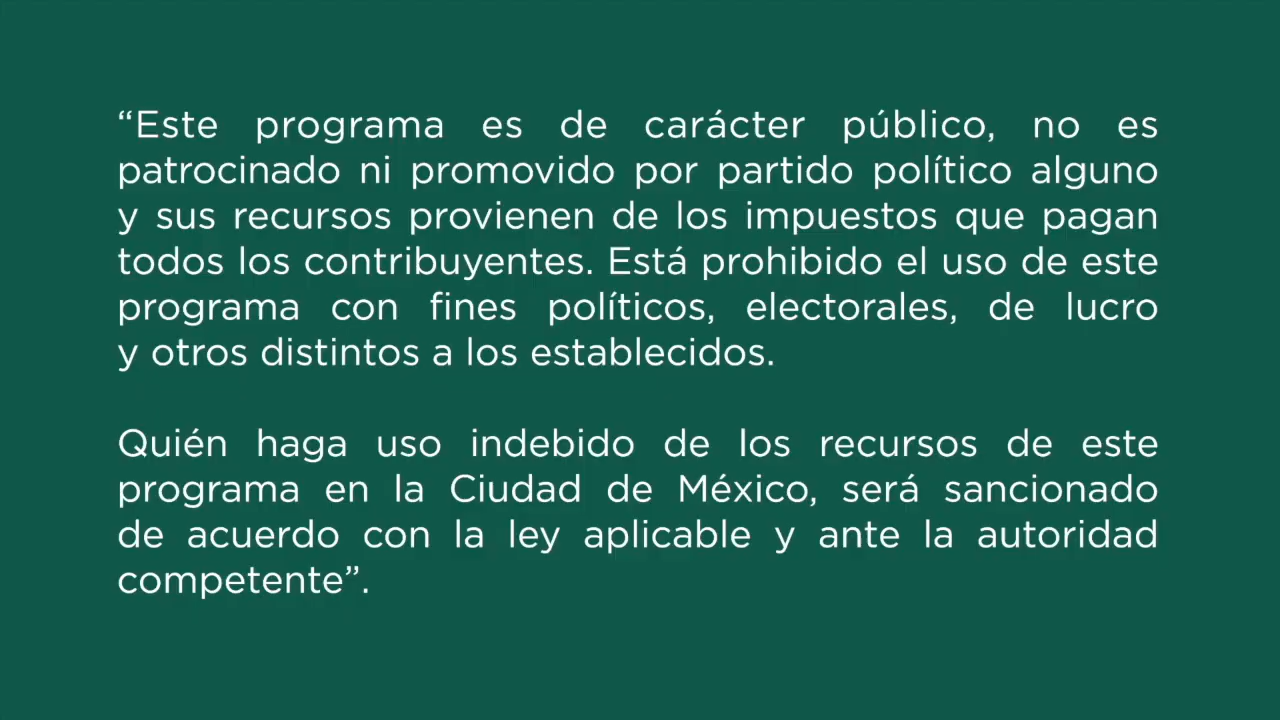 “Este programa es de carácter público, no es
patrocinado ni promovido por partido político alguno
y sus recursos provienen de los impuestos que pagan
todos los contribuyentes. Está prohibido el uso de este
programa con fines políticos, electorales, de lucro
y otros distintos a los establecidos.
Quién haga uso indebido de los recursos de este
programa en la Ciudad de México, será sancionado
de acuerdo con la ley aplicable y ante la autoridad
competente”.